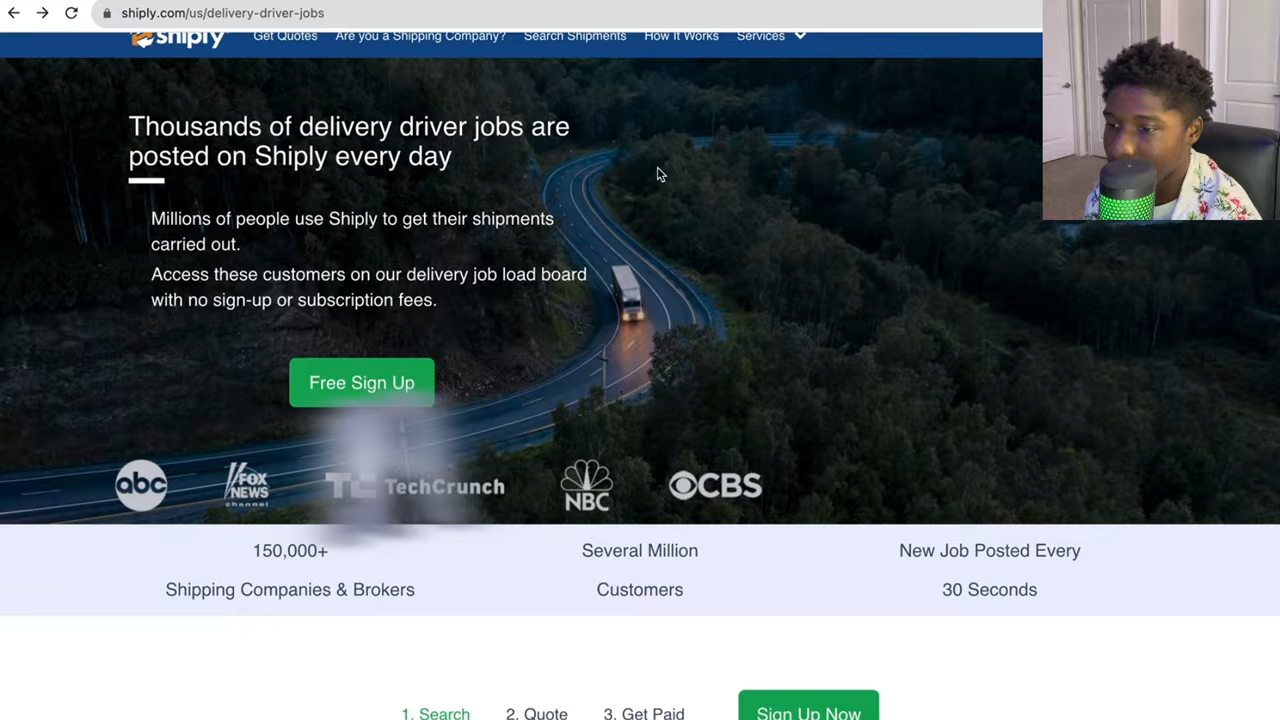 shiply.com/us/delivery-driver-jobs
shiply Get Quotes Are you a Shipping Company? Search Shipments How It Works Services
Thousands of delivery driver jobs are
posted on Shiply every day
Millions of people use Shiply to get their shipments
carried out.
Access these customers on our delivery job load board
with no sign-up or subscription fees.
Free Sign Up
abc FOX NEWS channel TC TechCrunch NBC CBS
150,000+ Several Million New Job Posted Every
Shipping Companies & Brokers Customers 30 Seconds
1. Search 2. Quote 3. Get Paid Sign Up Now